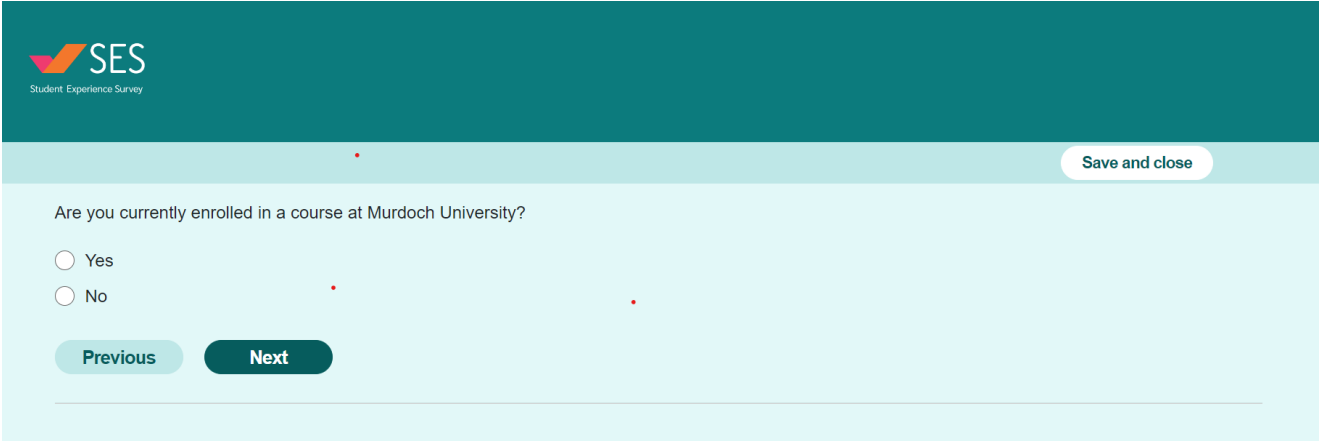 SES
Student Experience Survey
Save and close
Are you currently enrolled in a course at Murdoch University?
Yes
No
Previous
Next